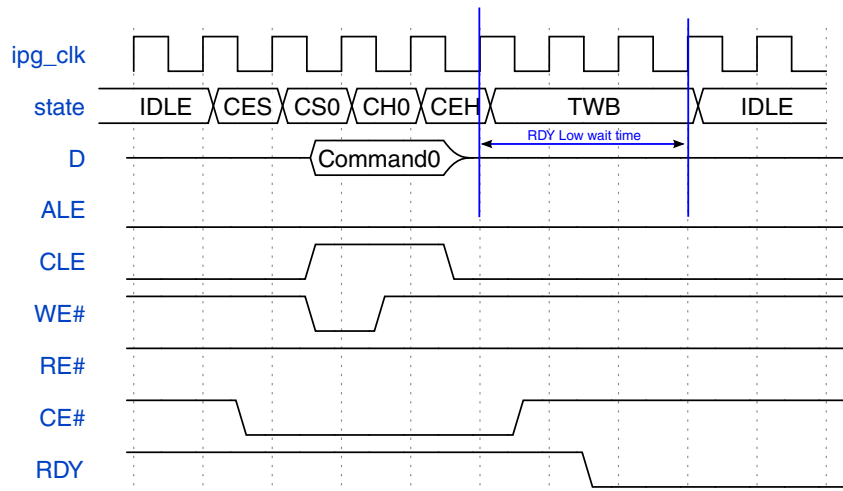 ipg_clk
state IDLE CES CS0 CH0 CEH TWB IDLE
RDY Low wait time
D Command0
ALE
CLE
WE#
RE#
CE#
RDY